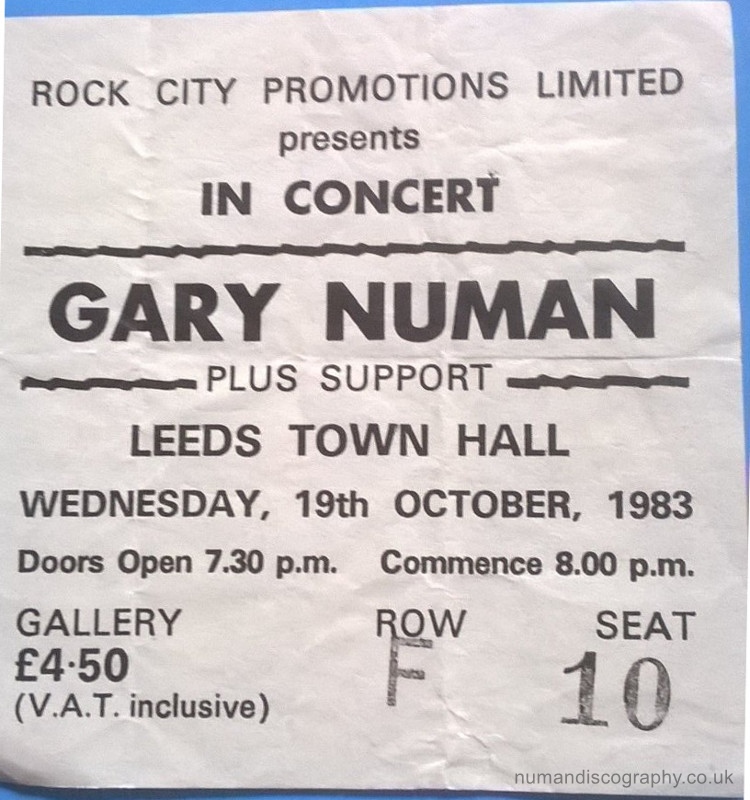 ROCK CITY PROMOTIONS LIMITED
presents
IN CONCERT
GARY NUMAN
PLUS SUPPORT
LEEDS TOWN HALL
WEDNESDAY, 19th OCTOBER, 1983
Doors Open 7.30 p.m. Commence 8.00 p.m.
GALLERY ROW SEAT
£4·50 F 10
(V.A.T. inclusive)
numandiscography.co.uk